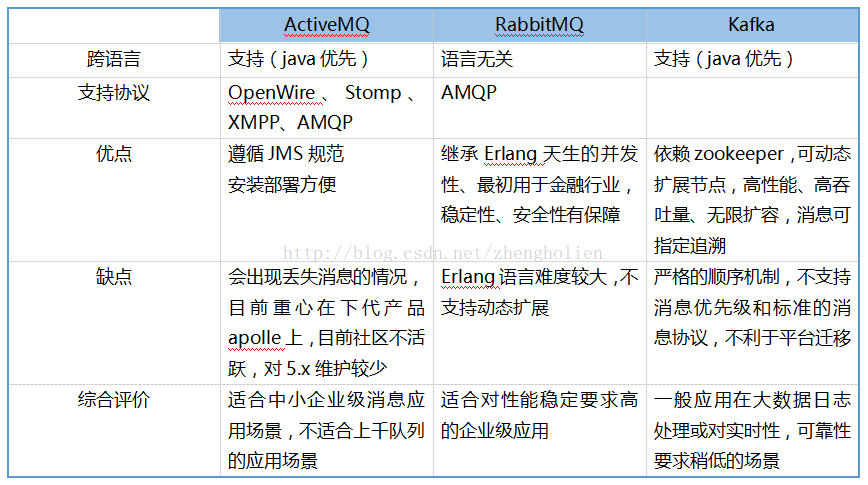 ActiveMQ RabbitMQ Kafka
跨语言 支持（java 优先） 语言无关 支持（java 优先）
支持协议 OpenWire、Stomp、 AMQP
XMPP、AMQP
优点 遵循 JMS 规范 继承 Erlang 天生的并发 依赖 zookeeper，可动态
安装部署方便 性、最初用于金融行业， 扩展节点，高性能、高吞
稳定性、安全性有保障 吐量、无限扩容，消息可
指定追溯
http://blog.csdn.net/zhengholien
缺点 会出现丢失消息的情况， Erlang 语言难度较大，不 严格的顺序机制，不支持
目前重心在下代产品 支持动态扩展 消息优先级和标准的消
apolle 上，目前社区不活 息协议，不利于平台迁移
跃，对 5.x 维护较少
综合评价 适合中小企业级消息应 适合对性能稳定要求高 一般应用在大数据日志
用场景，不适合上千队列 的企业级应用 处理或对实时性，可靠性
的应用场景 要求稍低的场景